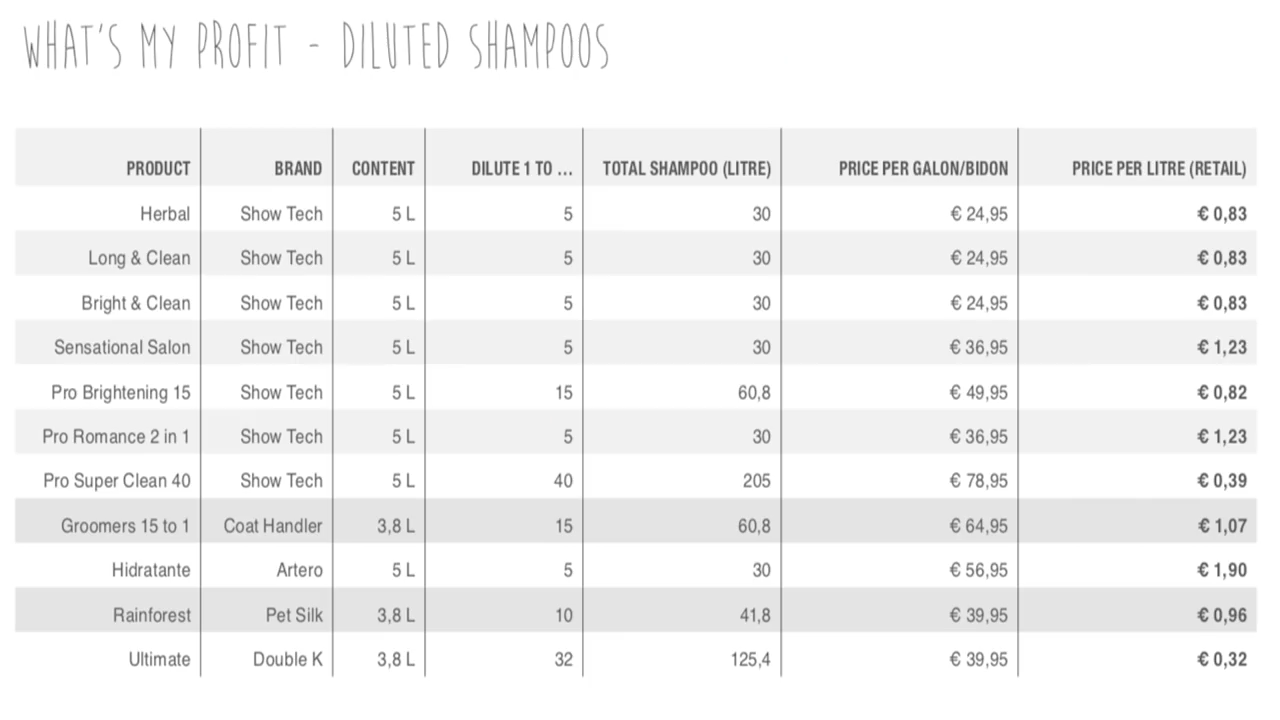 WHAT'S MY PROFIT - DILUTED SHAMPOOS
PRODUCT BRAND CONTENT DILUTE 1 TO ... TOTAL SHAMPOO (LITRE) PRICE PER GALON/BIDON PRICE PER LITRE (RETAIL)
Herbal Show Tech 5 L 5 30 € 24,95 € 0,83
Long & Clean Show Tech 5 L 5 30 € 24,95 € 0,83
Bright & Clean Show Tech 5 L 5 30 € 24,95 € 0,83
Sensational Salon Show Tech 5 L 5 30 € 36,95 € 1,23
Pro Brightening 15 Show Tech 5 L 15 60,8 € 49,95 € 0,82
Pro Romance 2 in 1 Show Tech 5 L 5 30 € 36,95 € 1,23
Pro Super Clean 40 Show Tech 5 L 40 205 € 78,95 € 0,39
Groomers 15 to 1 Coat Handler 3,8 L 15 60,8 € 64,95 € 1,07
Hidratante Artero 5 L 5 30 € 56,95 € 1,90
Rainforest Pet Silk 3,8 L 10 41,8 € 39,95 € 0,96
Ultimate Double K 3,8 L 32 125,4 € 39,95 € 0,32